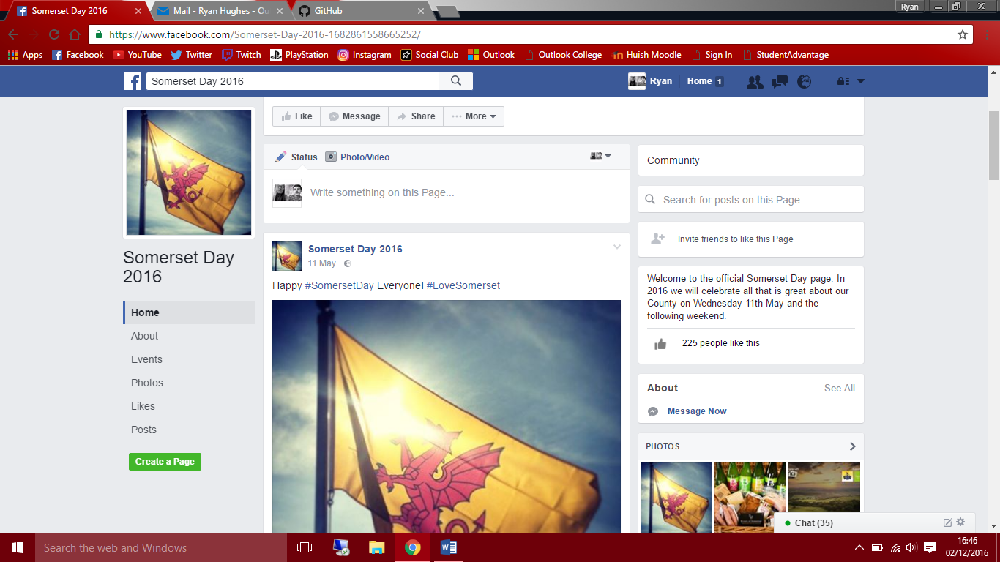 Somerset Day 2016
Mail - Ryan Hughes - Ou
GitHub
Ryan
https://www.facebook.com/Somerset-Day-2016-1682861558665252/
Apps Facebook YouTube Twitter Twitch PlayStation Instagram Social Club Outlook Outlook College Huish Moodle Sign In StudentAdvantage
Somerset Day 2016
Ryan Home 1
Like Message Share More
Status Photo/Video
Write something on this Page...
Somerset Day 2016
Home
About
Events
Photos
Likes
Posts
Create a Page
Somerset Day 2016
11 May ·
Happy #SomersetDay Everyone! #LoveSomerset
Community
Search for posts on this Page
Invite friends to like this Page
Welcome to the official Somerset Day page. In
2016 we will celebrate all that is great about our
County on Wednesday 11th May and the
following weekend.
225 people like this
About See All
Message Now
PHOTOS
Chat (35)
Search the web and Windows
16:46
02/12/2016